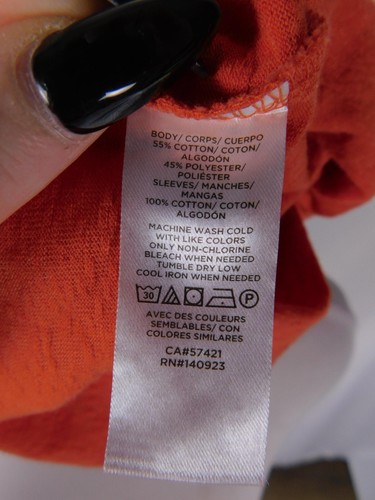 BODY/ CORPS/ CUERPO
55% COTTON/ COTON/
ALGODÓN
45% POLYESTER/
POLIÉSTER
SLEEVES/ MANCHES/
MANGAS
100% COTTON/ COTON/
ALGODÓN
MACHINE WASH COLD
WITH LIKE COLORS
ONLY NON-CHLORINE
BLEACH WHEN NEEDED
TUMBLE DRY LOW
COOL IRON WHEN NEEDED
30 P
AVEC DES COULEURS
SEMBLABLES/ CON
COLORES SIMILARES
CA#57421
RN#140923